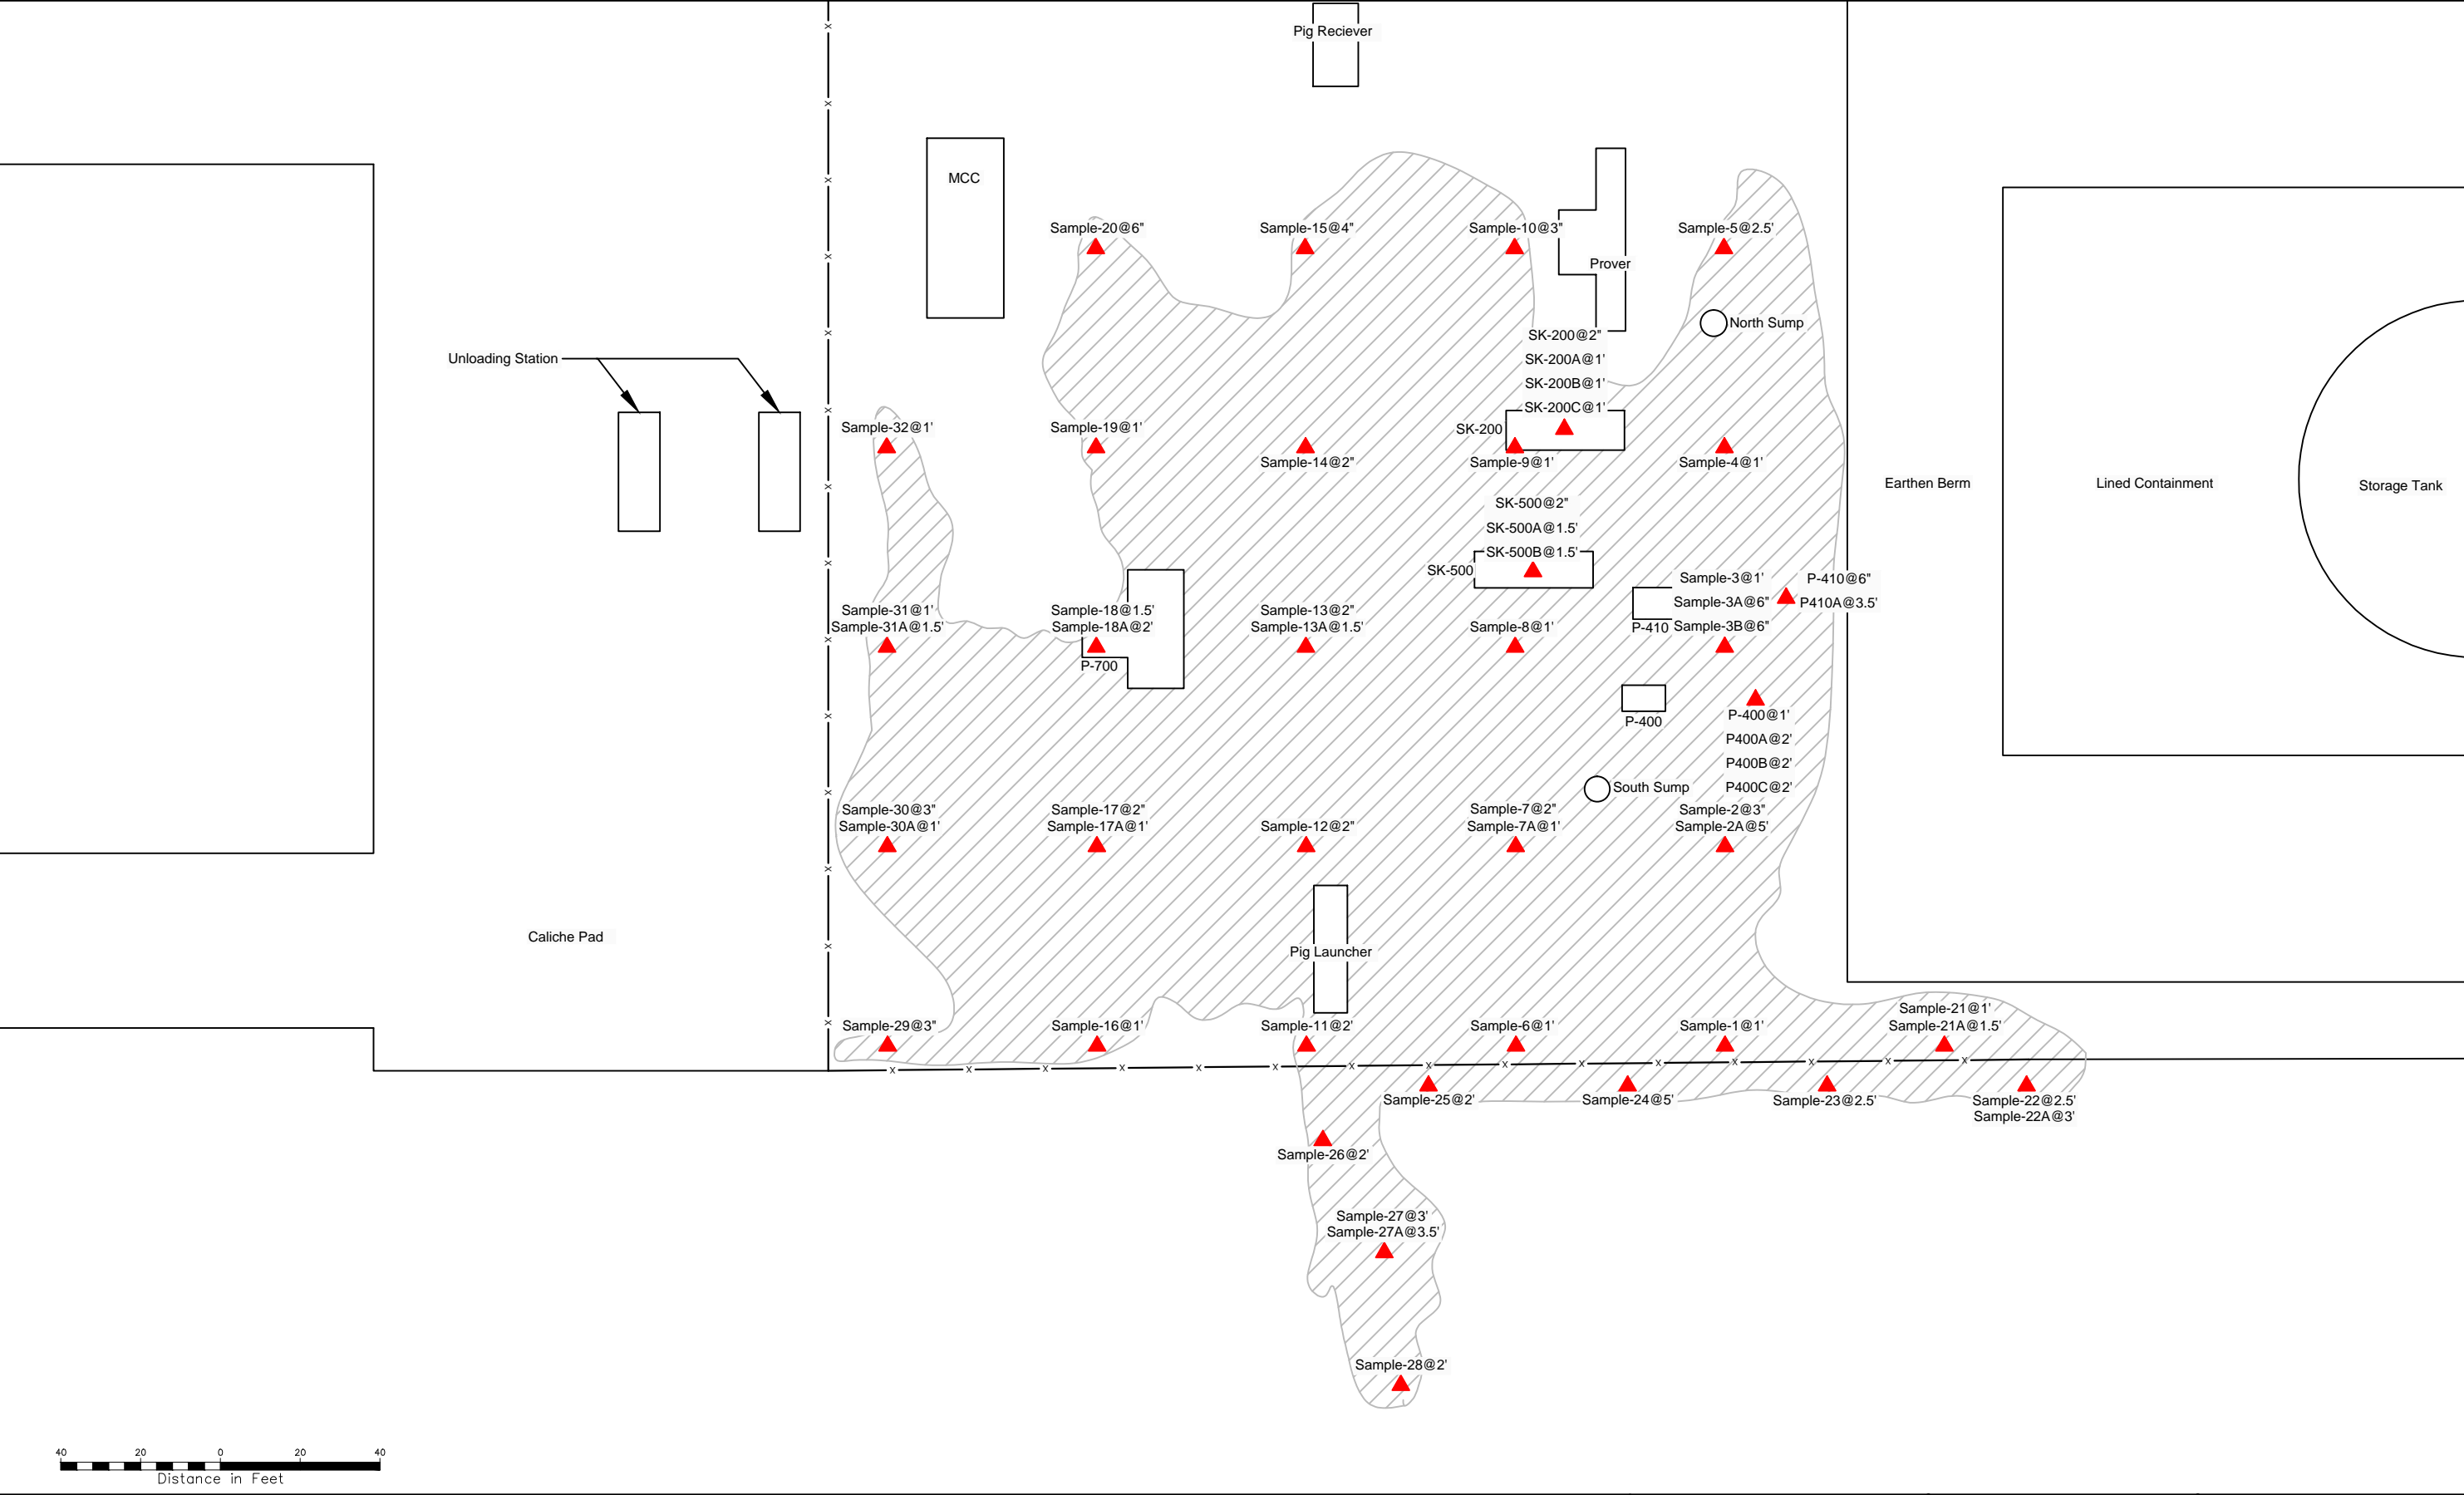 Pig Reciever
MCC
Sample-20@6"
Sample-15@4"
Sample-10@3"
Sample-5@2.5'
Prover
North Sump
SK-200@2"
SK-200A@1'
SK-200B@1'
SK-200C@1'
Unloading Station
Sample-32@1'
Sample-19@1'
Sample-14@2"
SK-200
Sample-9@1'
Sample-4@1'
Earthen Berm
Lined Containment
Storage Tank
SK-500@2"
SK-500A@1.5'
SK-500B@1.5'
SK-500
Sample-31@1'
Sample-31A@1.5'
Sample-18@1.5'
Sample-18A@2'
P-700
Sample-13@2"
Sample-13A@1.5'
Sample-8@1'
Sample-3@1'
Sample-3A@6"
Sample-3B@6"
P-410
P-410@6"
P410A@3.5'
P-400
P-400@1'
P400A@2'
P400B@2'
P400C@2'
South Sump
Sample-30@3"
Sample-30A@1'
Sample-17@2"
Sample-17A@1'
Sample-12@2"
Sample-7@2"
Sample-7A@1'
Sample-2@3"
Sample-2A@5'
Caliche Pad
Pig Launcher
Sample-29@3"
Sample-16@1'
Sample-11@2'
Sample-6@1'
Sample-1@1'
Sample-21@1'
Sample-21A@1.5'
Sample-25@2'
Sample-24@5'
Sample-23@2.5'
Sample-22@2.5'
Sample-22A@3'
Sample-26@2'
Sample-27@3'
Sample-27A@3.5'
Sample-28@2'
40 20 0 20 40
Distance in Feet